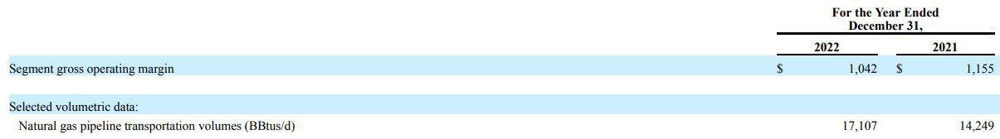 For the Year Ended
December 31,
2022 2021
Segment gross operating margin $ 1,042 $ 1,155
Selected volumetric data:
Natural gas pipeline transportation volumes (BBtus/d) 17,107 14,249